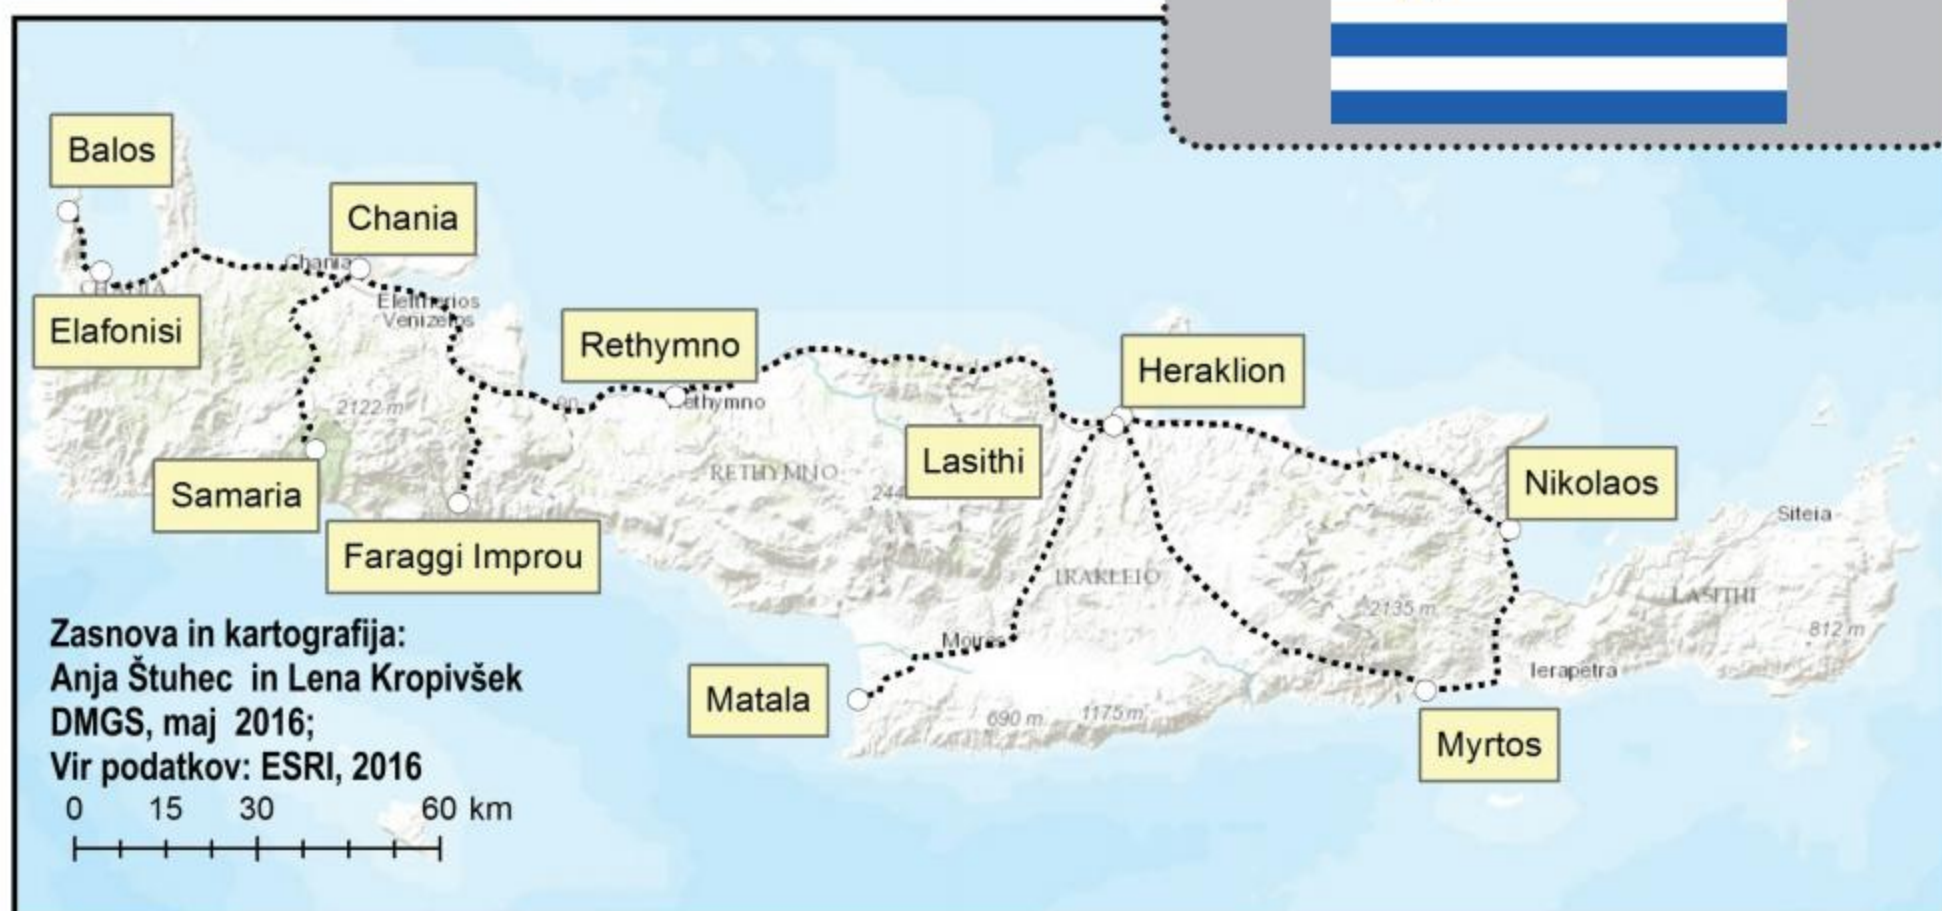 Balos
Chania
Chania
Elafonisi
Eleftherios
Venizelos
Rethymno
Heraklion
2122 m
Lasithi
Samaria
RETHYMNO
Nikolaos
Siteia
Faraggi Improu
IRAKLEIO
LASITHI
2135 m
812 m
Moires
Ierapetra
Matala
690 m
1175 m
Myrtos
Zasnova in kartografija:
Anja Štuhec in Lena Kropivšek
DMGS, maj 2016;
Vir podatkov: ESRI, 2016
0 15 30 60 km